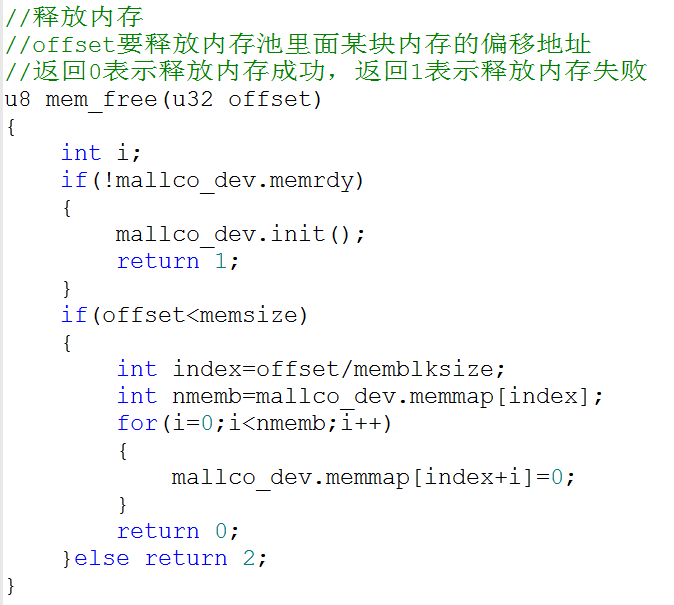 //释放内存
//offset要释放内存池里面某块内存的偏移地址
//返回0表示释放内存成功，返回1表示释放内存失败
u8 mem_free(u32 offset)
{
    int i;
    if(!mallco_dev.memrdy)
    {
        mallco_dev.init();
        return 1;
    }
    if(offset<memsize)
    {
        int index=offset/memblksize;
        int nmemb=mallco_dev.memmap[index];
        for(i=0;i<nmemb;i++)
        {
            mallco_dev.memmap[index+i]=0;
        }
        return 0;
    }else return 2;
}